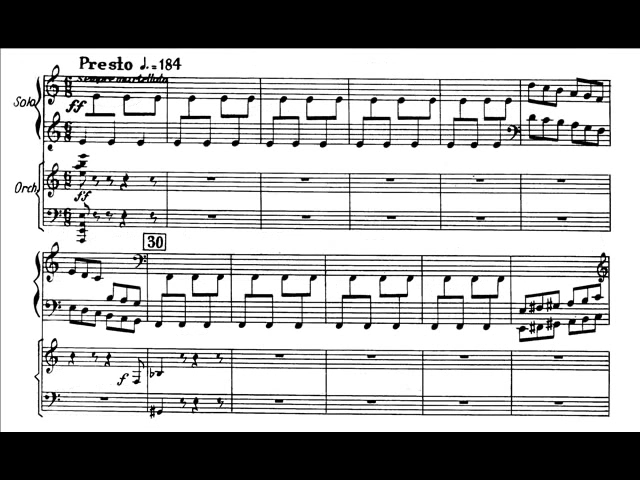 Presto ♩.=184
sempre martellato
Solo
ff
Orch.
ff
30
f